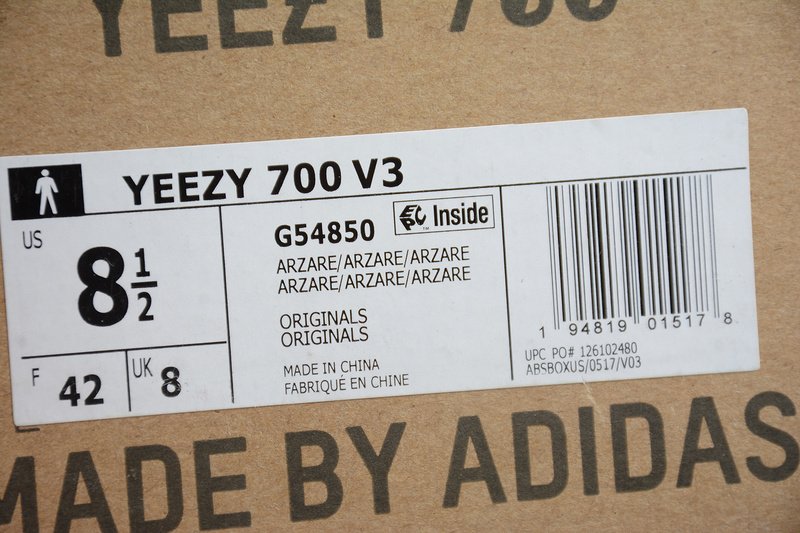 YEEZY 700
YEEZY 700 V3
US
8 1/2
F
42
UK
8
G54850
EPC Inside
™
ARZARE/ARZARE/ARZARE
ARZARE/ARZARE/ARZARE
ORIGINALS
ORIGINALS
MADE IN CHINA
FABRIQUÉ EN CHINE
1 94819 01517 8
UPC PO# 126102480
ABSBOXUS/0517/V03
MADE BY ADIDAS